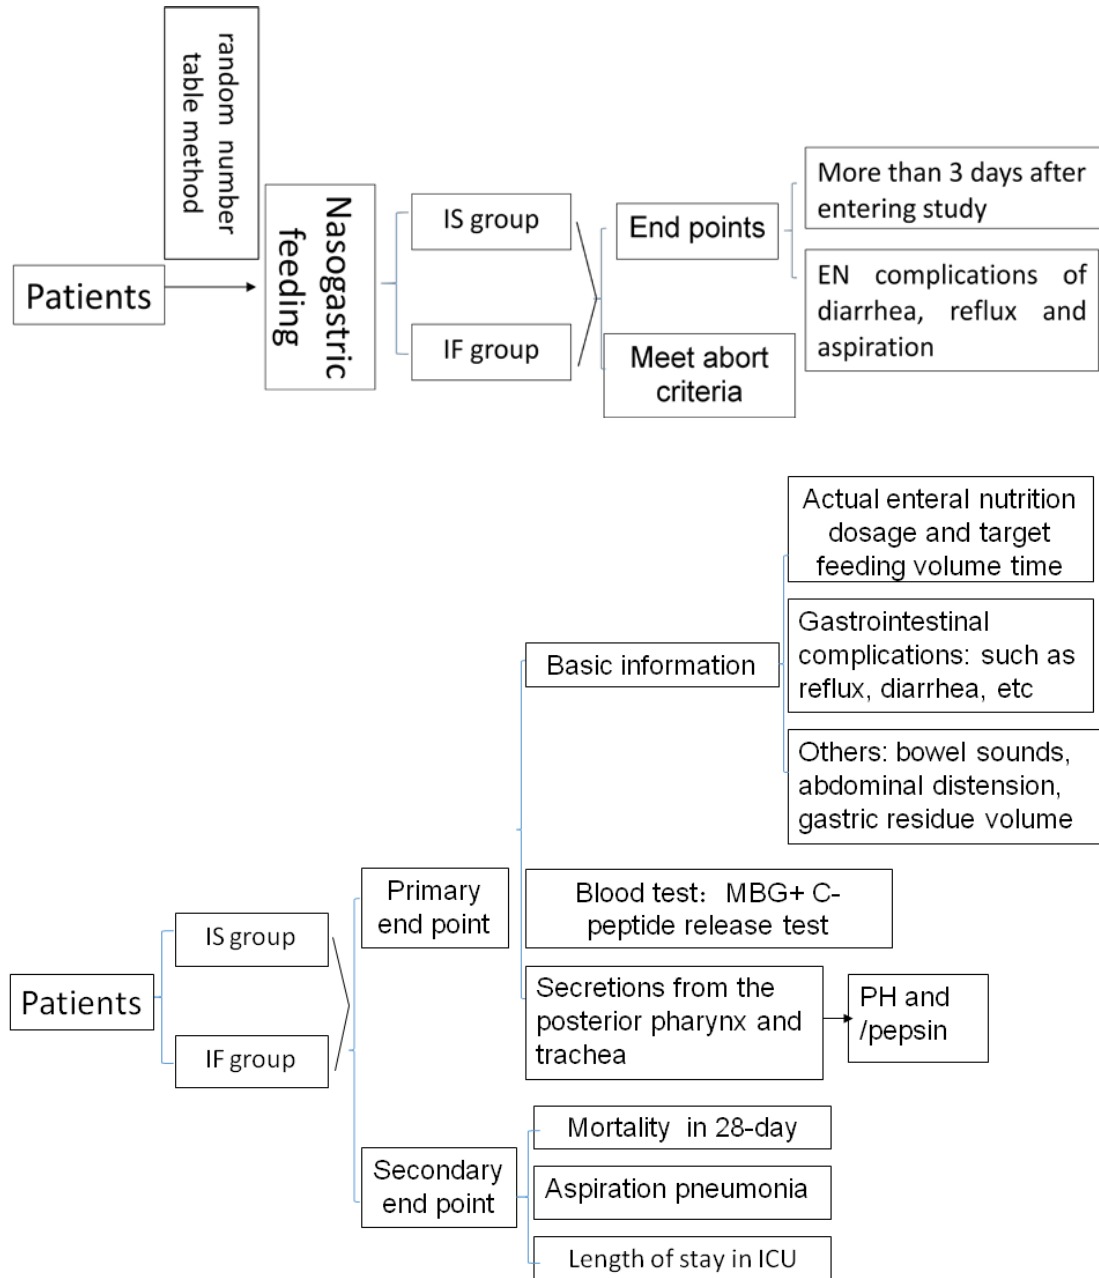 random number
table method
Patients
Nasogastric
feeding
IS group
IF group
End points
Meet abort
criteria
More than 3 days after
entering study
EN complications of
diarrhea, reflux and
aspiration
Patients
IS group
IF group
Primary
end point
Secondary
end point
Basic information
Actual enteral nutrition
dosage and target
feeding volume time
Gastrointestinal
complications: such as
reflux, diarrhea, etc
Others: bowel sounds,
abdominal distension,
gastric residue volume
Blood test: MBG+ C-
peptide release test
Secretions from the
posterior pharynx and
trachea
PH and
/pepsin
Mortality in 28-day
Aspiration pneumonia
Length of stay in ICU